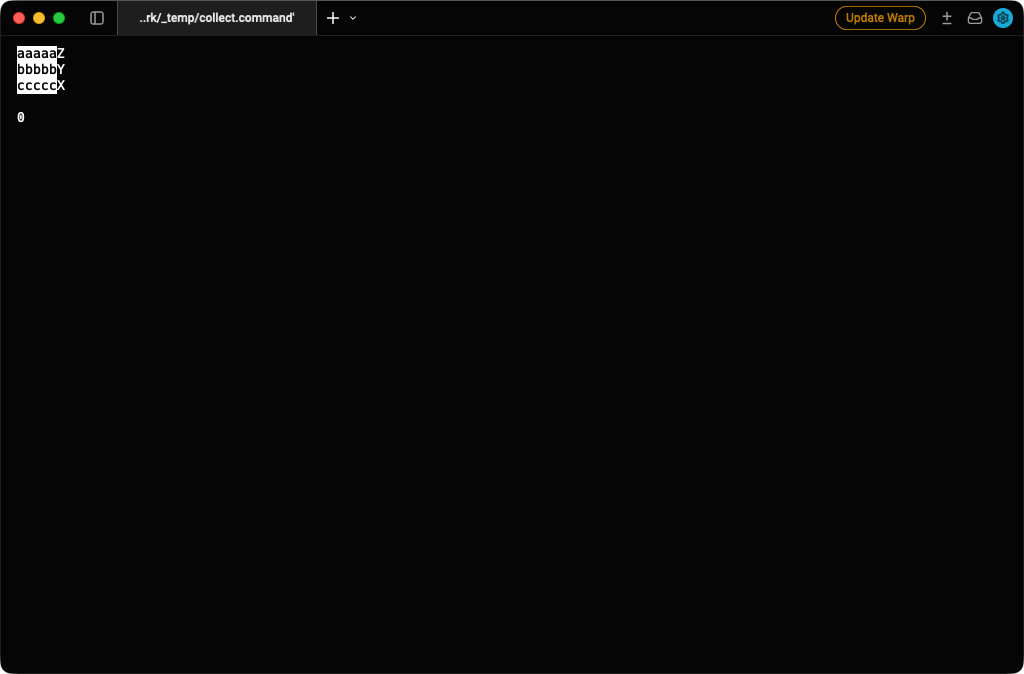 ..rk/_temp/collect.command'
Update Warp
aaaaaZ
bbbbbY
cccccX
0